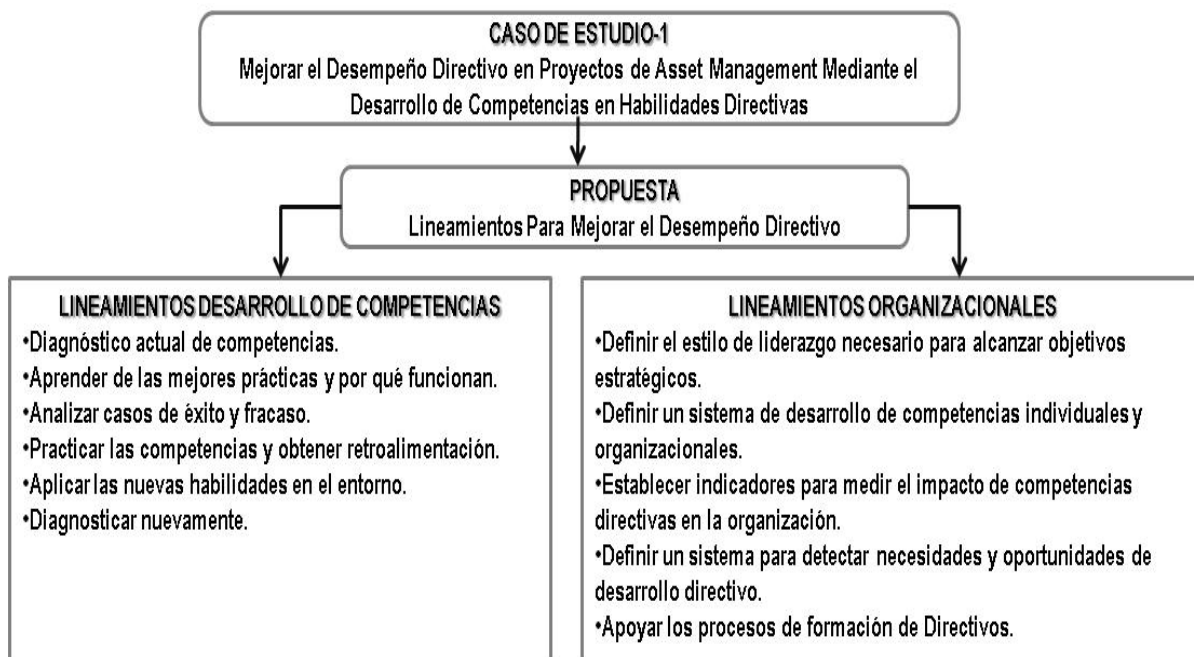 CASO DE ESTUDIO-1
Mejorar el Desempeño Directivo en Proyectos de Asset Management Mediante el
Desarrollo de Competencias en Habilidades Directivas
PROPUESTA
Lineamientos Para Mejorar el Desempeño Directivo
LINEAMIENTOS DESARROLLO DE COMPETENCIAS
•Diagnóstico actual de competencias.
•Aprender de las mejores prácticas y por qué funcionan.
•Analizar casos de éxito y fracaso.
•Practicar las competencias y obtener retroalimentación.
•Aplicar las nuevas habilidades en el entorno.
•Diagnosticar nuevamente.
LINEAMIENTOS ORGANIZACIONALES
•Definir el estilo de liderazgo necesario para alcanzar objetivos
estratégicos.
•Definir un sistema de desarrollo de competencias individuales y
organizacionales.
•Establecer indicadores para medir el impacto de competencias
directivas en la organización.
•Definir un sistema para detectar necesidades y oportunidades de
desarrollo directivo.
•Apoyar los procesos de formación de Directivos.